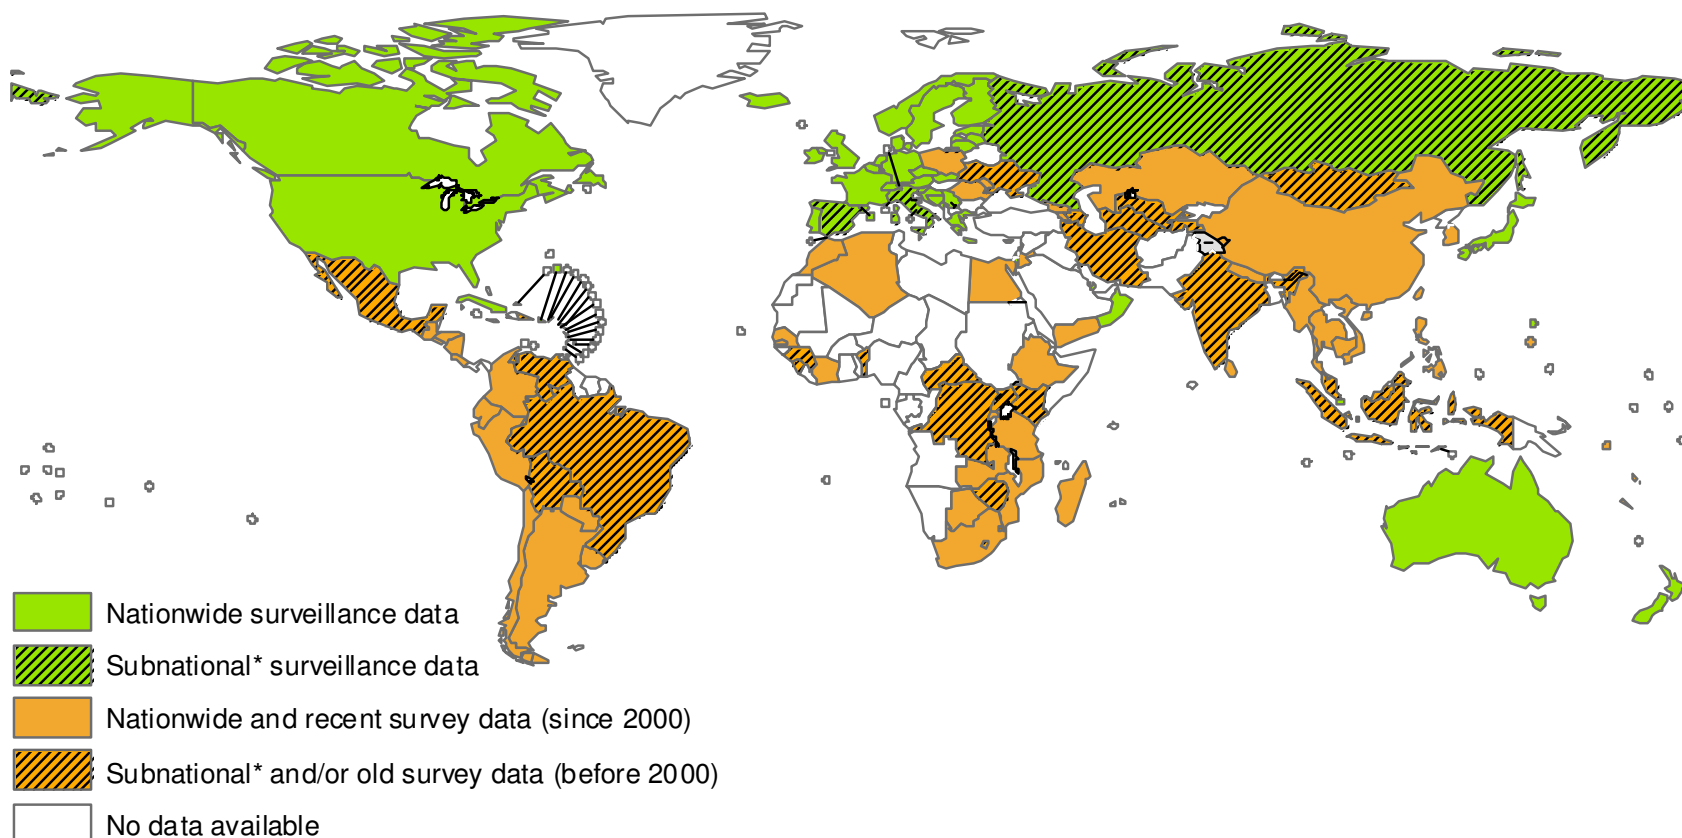 Nationwide surveillance data
Subnational* surveillance data
Nationwide and recent survey data (since 2000)
Subnational* and/or old survey data (before 2000)
No data available